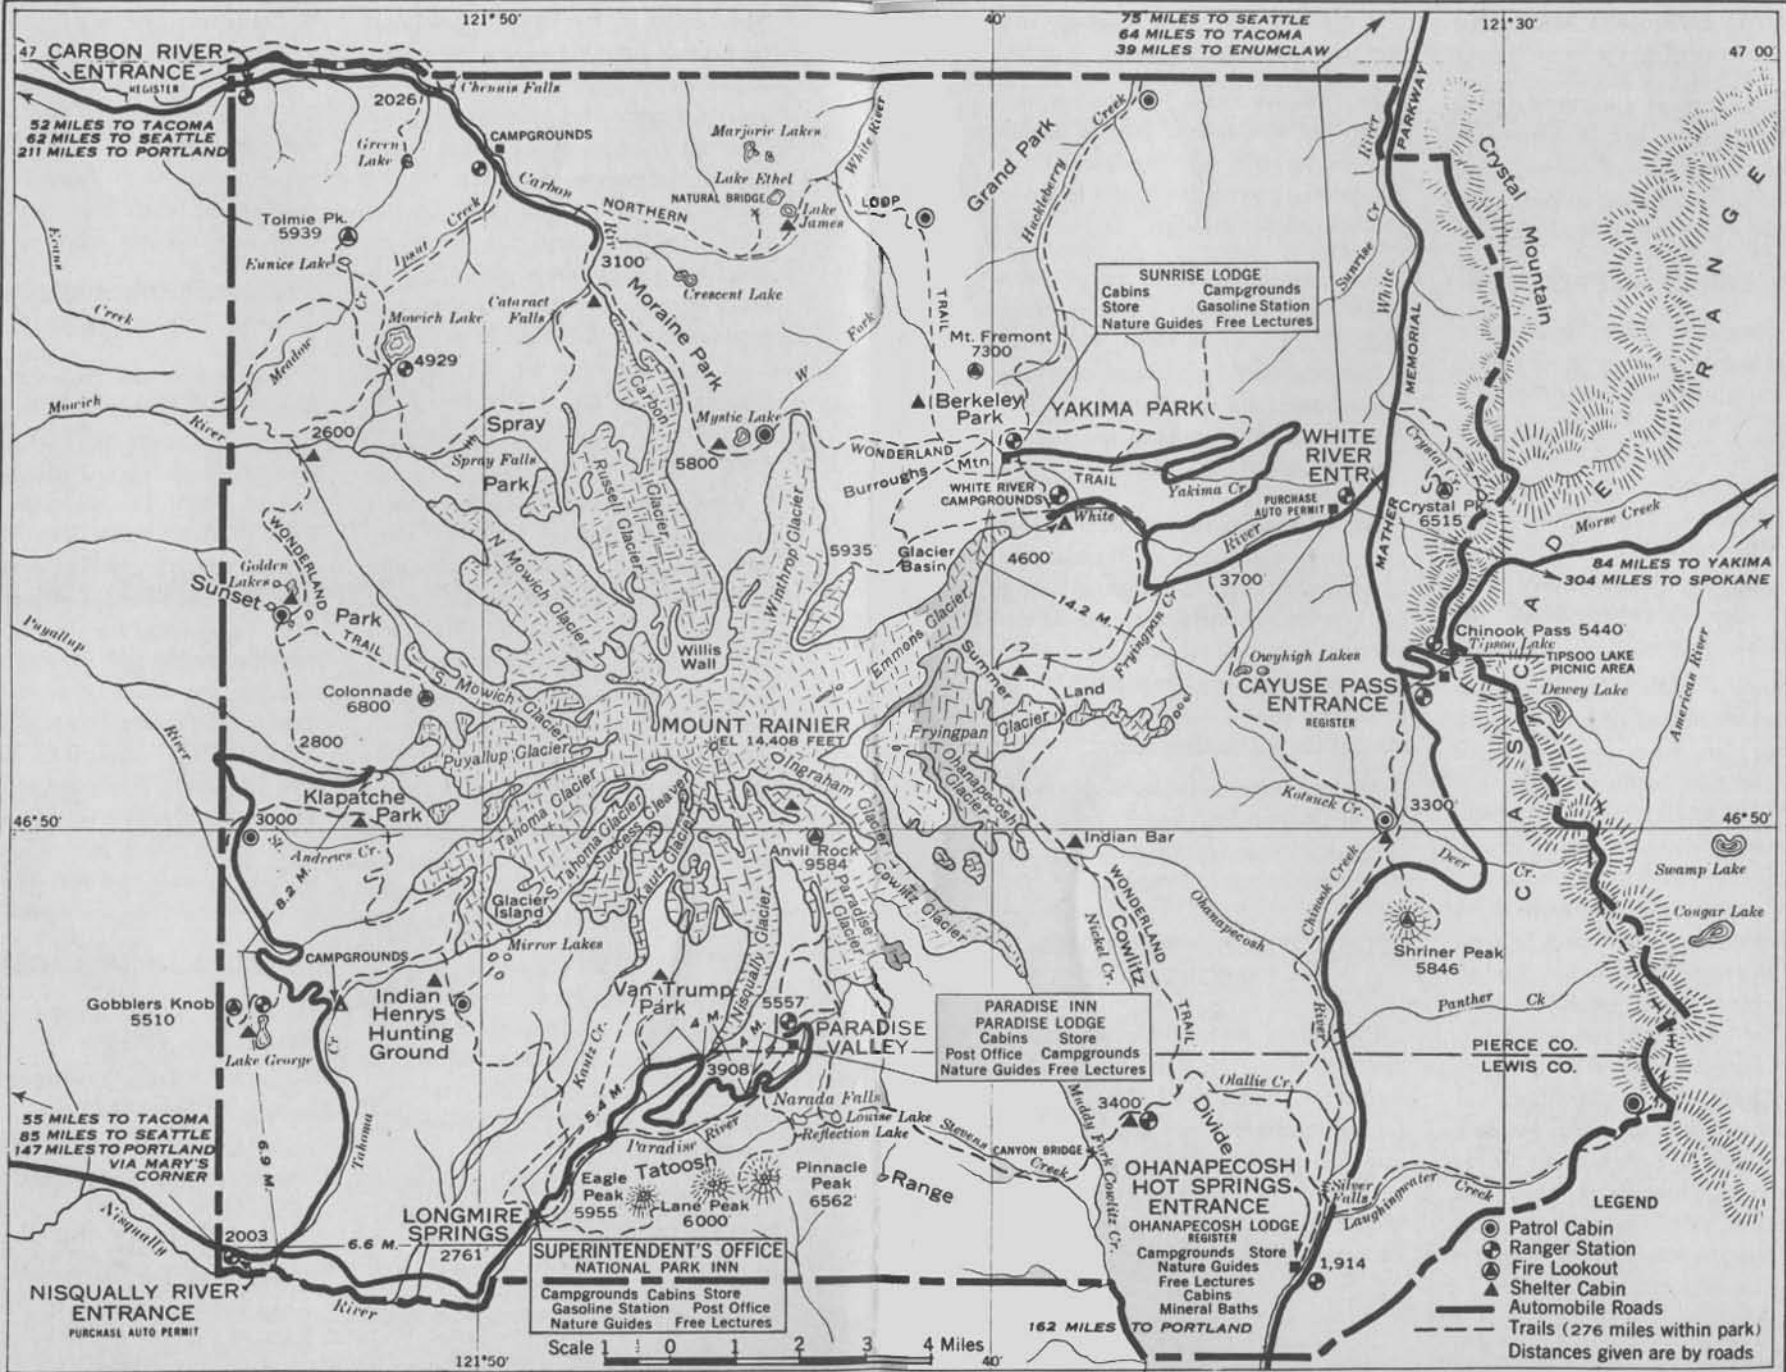 121° 50'
40'
75 MILES TO SEATTLE
64 MILES TO TACOMA
39 MILES TO ENUMCLAW
121° 30'
47
CARBON RIVER
ENTRANCE
REGISTER
47 00'
52 MILES TO TACOMA
62 MILES TO SEATTLE
211 MILES TO PORTLAND
2026
Chenuis Falls
CAMPGROUNDS
Green
Lake
Marjorie Lakes
Lake Ethel
NATURAL BRIDGE
Lake
James
White River
LOOP
Grand Park
Huckleberry
Creek
River
PARKWAY
Crystal
Mountain
RANGE
Tolmie Pk.
5939
Eunice Lake
Ipsut Creek
Carbon
Riv
NORTHERN
3100
Evans
Creek
Mowich Lake
4929
Cr
Meadow
Cataract
Falls
Moraine Park
Crescent Lake
W
Fork
TRAIL
Mt. Fremont
7300
SUNRISE LODGE
Cabins Campgrounds
Store Gasoline Station
Nature Guides Free Lectures
Sunrise Cr
White
MEMORIAL
Mowich
River
2600
Spray
Park
Spray Falls
Carbon
Glacier
Russell Glacier
Mystic Lake
5800
Berkeley
Park
YAKIMA PARK
WONDERLAND
TRAIL
Burroughs Mtn.
WHITE RIVER
CAMPGROUNDS
White
Yakima Cr
WHITE
RIVER
ENTR.
PURCHASE
AUTO PERMIT
River
MATHER
Crystal Cr
Crystal Pk.
6515
Morse Creek
84 MILES TO YAKIMA
304 MILES TO SPOKANE
WONDERLAND
TRAIL
Golden
Lakes
Sunset
Park
N Mowich Glacier
Winthrop Glacier
5935
Glacier
Basin
4600
3700
14.2 M.
Fryingpan Cr
CASCADE
Puyallup
River
Willis
Wall
Emmons Glacier
Summer
Land
Owyhigh Lakes
CAYUSE PASS
ENTRANCE
REGISTER
Chinook Pass 5440
Tipsoo Lake
TIPSOO LAKE
PICNIC AREA
Dewey Lake
American River
Colonnade
6800
S. Mowich Glacier
2800
Puyallup Glacier
MOUNT RAINIER
EL 14,408 FEET
Fryingpan Glacier
Ohanapecosh
Glacier
Ingraham Glacier
Klapatche
Park
Tahoma Glacier
Kotsuck Cr.
3300
46° 50'
3000
St.
Andrews Cr.
8.2 M.
S. Tahoma Glacier
Success Cleaver
Kautz Glacier
Glacier
Island
Anvil Rock
9584
Cowlitz Glacier
Paradise
Glacier
Nisqually Glacier
Indian Bar
46° 50'
Deer
Cr.
Swamp Lake
Cougar Lake
Mirror Lakes
CAMPGROUNDS
WONDERLAND
TRAIL
Cowlitz
Divide
Nickel Cr.
Ohanapecosh
River
Chinook Creek
Shriner Peak
5846
Panther Ck
Gobblers Knob
5510
Lake George
Indian
Henrys
Hunting
Ground
Van Trump
Park
Kautz Cr.
5557
PARADISE
VALLEY
4 M.
4 M.
3908
PARADISE INN
PARADISE LODGE
Cabins Store
Post Office Campgrounds
Nature Guides Free Lectures
PIERCE CO.
LEWIS CO.
Olallie Cr.
55 MILES TO TACOMA
85 MILES TO SEATTLE
147 MILES TO PORTLAND
VIA MARY'S
CORNER
6.9 M.
Tahoma
Cr
5.4 M.
Narada Falls
Louise Lake
Reflection Lake
Paradise River
Stevens
Creek
CANYON BRIDGE
Muddy Fork Cowlitz Cr.
3400
Tatoosh
Range
Eagle
Peak
5955
Lane Peak
6000
Pinnacle
Peak
6562
OHANAPECOSH
HOT SPRINGS
ENTRANCE
OHANAPECOSH LODGE
REGISTER
Campgrounds Store
Nature Guides
Free Lectures
Cabins
Mineral Baths
1,914
Silver
Falls
Laughingwater Creek
Nisqually
River
2003
NISQUALLY RIVER
ENTRANCE
PURCHASE AUTO PERMIT
6.6 M.
LONGMIRE
SPRINGS
2761
SUPERINTENDENT'S OFFICE
NATIONAL PARK INN
Campgrounds Cabins Store
Gasoline Station Post Office
Nature Guides Free Lectures
LEGEND
Patrol Cabin
Ranger Station
Fire Lookout
Shelter Cabin
Automobile Roads
Trails (276 miles within park)
Distances given are by roads
162 MILES TO PORTLAND
Scale 1 0 1 2 3 4 Miles
121° 50'
40'